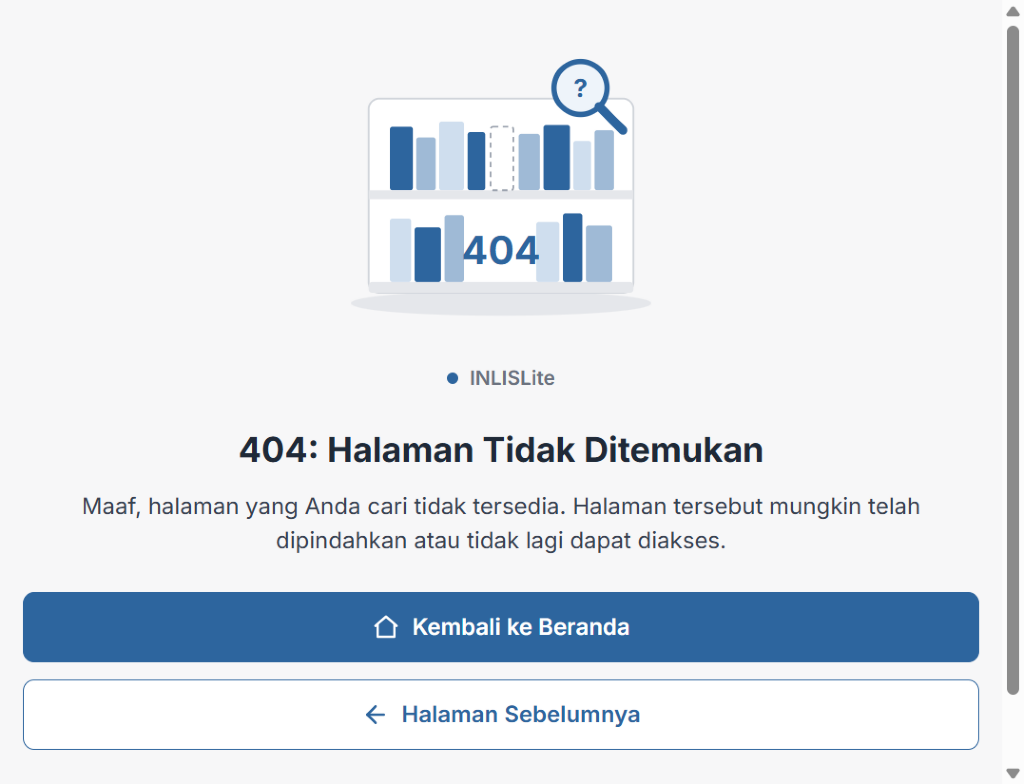 ?
404
INLISLite
404: Halaman Tidak Ditemukan
Maaf, halaman yang Anda cari tidak tersedia. Halaman tersebut mungkin telah
dipindahkan atau tidak lagi dapat diakses.
Kembali ke Beranda
Halaman Sebelumnya